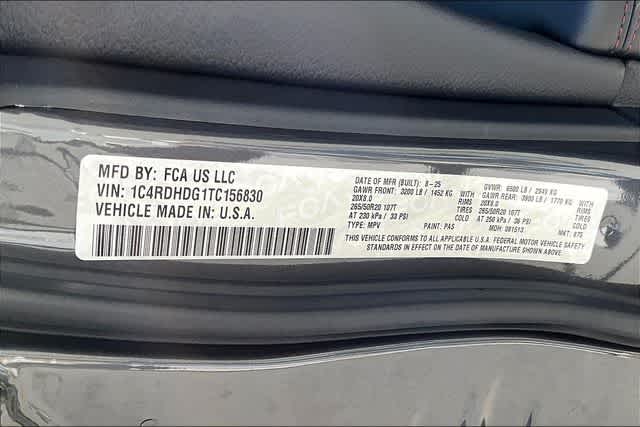 MFD BY: FCA US LLC
VIN: 1C4RDHDG1TC156830
VEHICLE MADE IN: U.S.A.
DATE OF MFR (BUILT): 8-25 GVWR: 6500 LB / 2949 KG
GAWR FRONT: 3200 LB / 1452 KG WITH GAWR REAR: 3900 LB / 1770 KG WITH
20X8.0 RIMS 20X8.0 RIMS
265/50R20 107T TIRES 265/50R20 107T TIRES
AT 230 kPa / 33 PSI COLD AT 250 kPa / 36 PSI COLD
TYPE: MPV PAINT: PAS MDH: 081513 MKT:
THIS VEHICLE CONFORMS TO ALL APPLICABLE U.S.A. FEDERAL MOTOR VEHICLE SAFETY
STANDARDS IN EFFECT ON THE DATE OF MANUFACTURE SHOWN ABOVE.